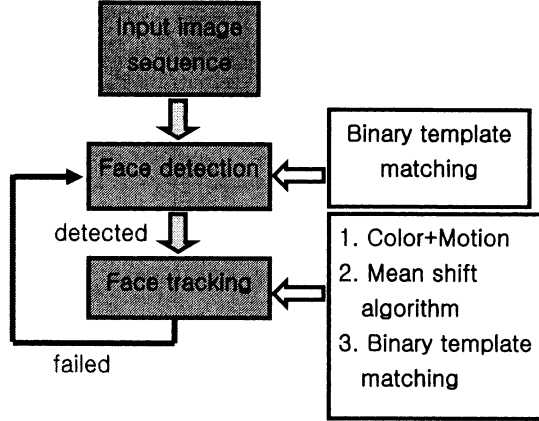 Input image
sequence
Binary template
matching
Face detection
detected
1. Color+Motion
2. Mean shift
algorithm
3. Binary template
matching
Face tracking
failed